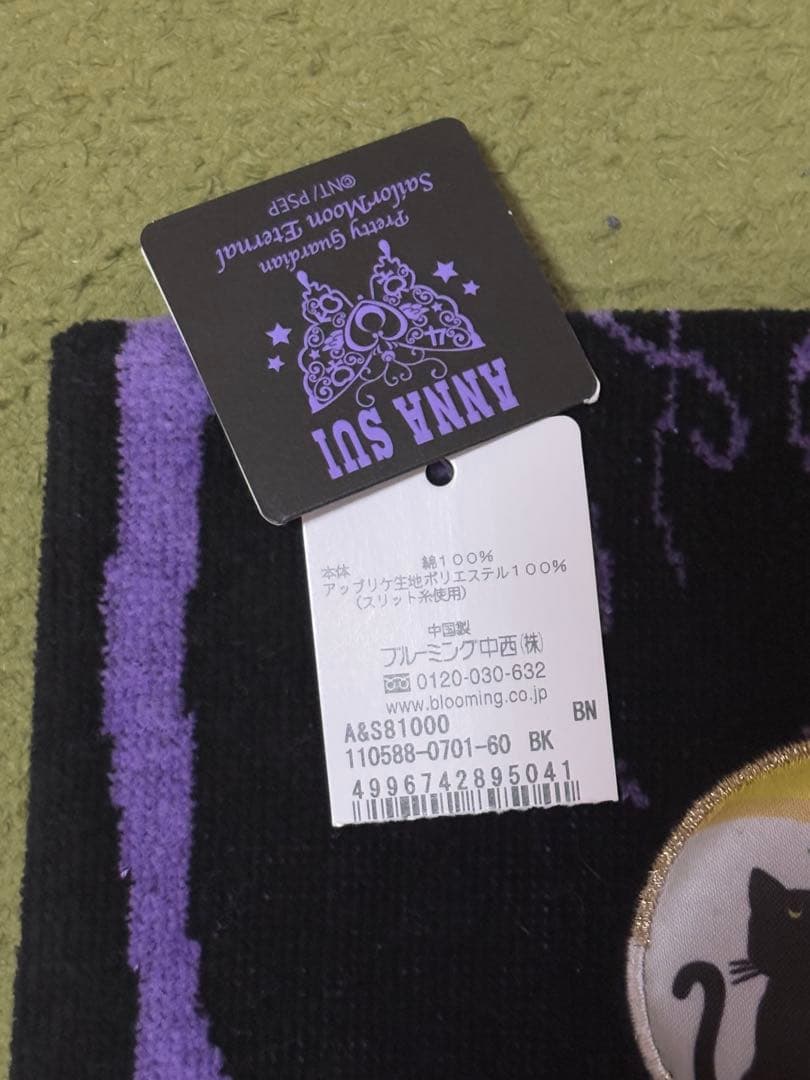 ANNA SUI
Pretty Guardian
Sailor Moon Eternal
©NT/ PSEP
本体 綿100%
アップリケ生地ポリエステル100%
(スリット糸使用)
中国製
ブルーミング中西(株)
0120-030-632
www.blooming.co.jp
A&S81000 BN
110588-0701-60 BK
4996742895041